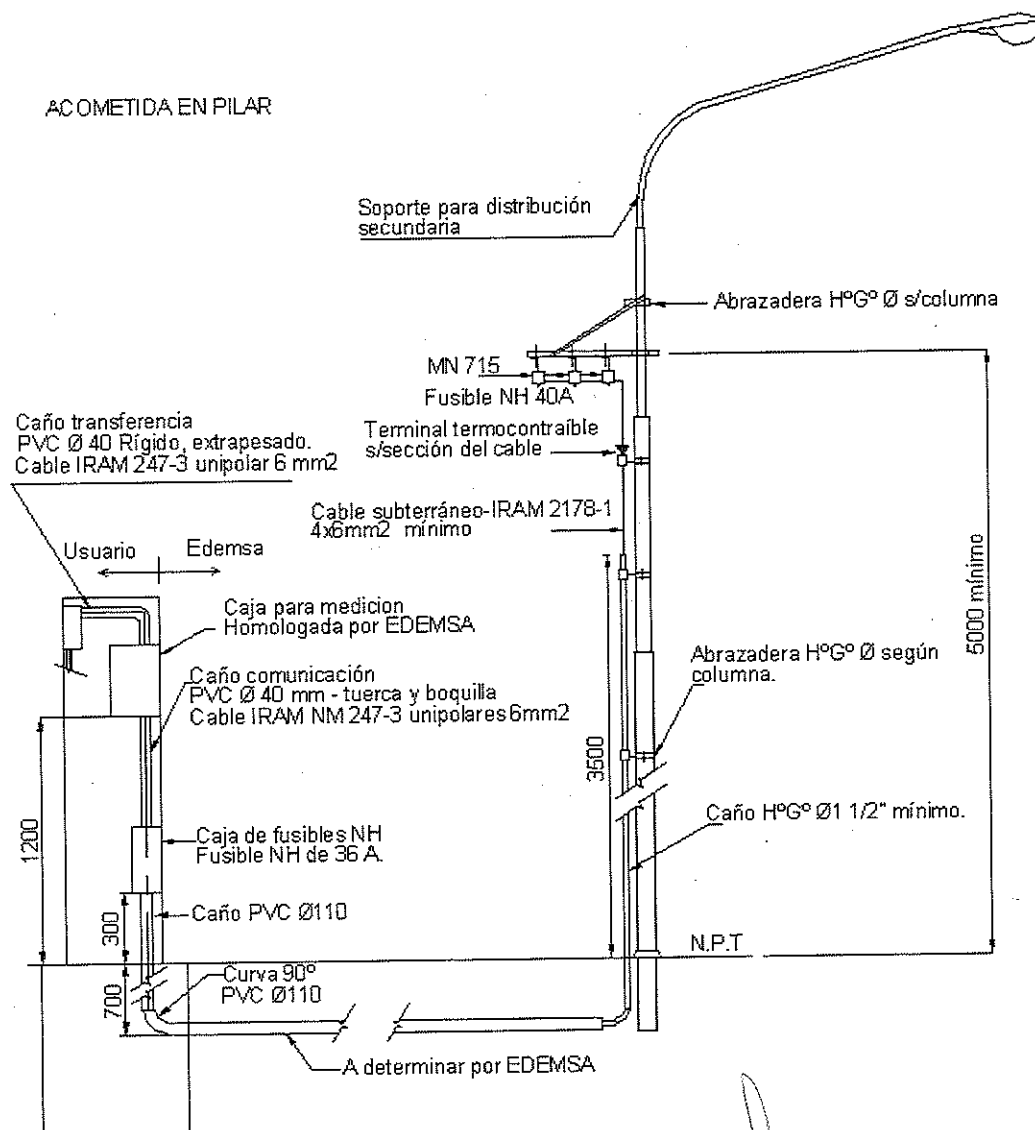 ACOMETIDA EN PILAR
Soporte para distribución
secundaria
Abrazadera HºGº Ø s/columna
MN 715
Fusible NH 40A
Caño transferencia
PVC Ø 40 Rígido, extrapesado.
Cable IRAM 247-3 unipolar 6 mm2
Terminal termocontraíble
s/sección del cable
Cable subterráneo-IRAM 2178-1
4x6mm2 mínimo
Usuario
Edemsa
Caja para medicion
Homologada por EDEMSA
5000 mínimo
Caño comunicación
PVC Ø 40 mm - tuerca y boquilla
Cable IRAM NM 247-3 unipolares 6mm2
Abrazadera HºGº Ø según
columna.
3500
1200
Caño HºGº Ø1 1/2" mínimo.
Caja de fusibles NH
Fusible NH de 36 A.
300
Caño PVC Ø110
N.P.T
700
Curva 90º
PVC Ø110
A determinar por EDEMSA